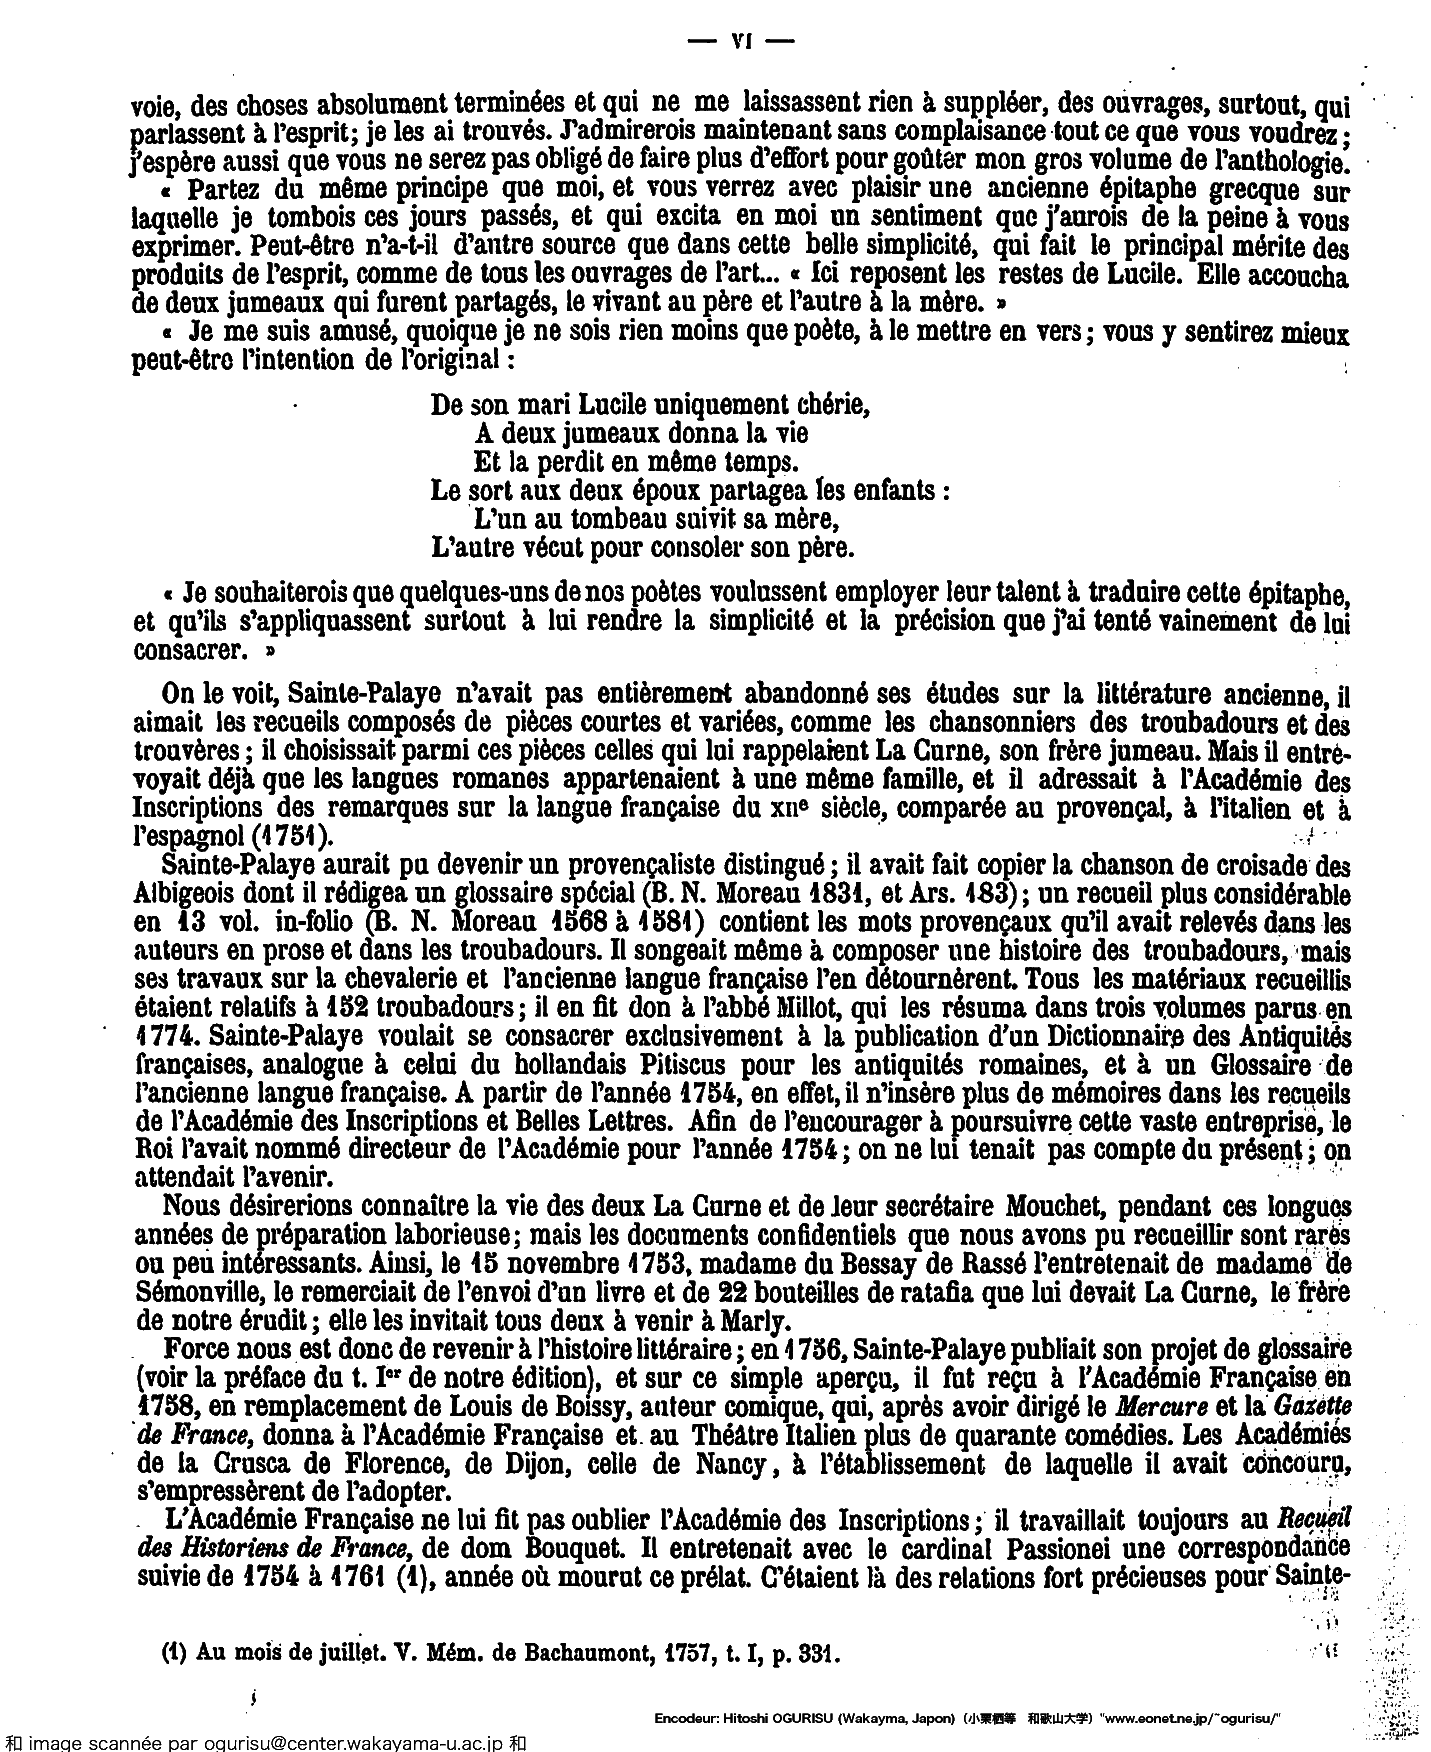 — VI —
voie, des choses absolument terminées et qui ne me laissassent rien à suppléer, des ouvrages, surtout, qui
parlassent à l'esprit; je les ai trouvés. J'admirerois maintenant sans complaisance tout ce que vous voudrez;
j'espère aussi que vous ne serez pas obligé de faire plus d'effort pour goûter mon gros volume de l'anthologie.
« Partez du même principe que moi, et vous verrez avec plaisir une ancienne épitaphe grecque sur
laquelle je tombois ces jours passés, et qui excita en moi un sentiment que j'aurois de la peine à vous
exprimer. Peut-être n'a-t-il d'autre source que dans cette belle simplicité, qui fait le principal mérite des
produits de l'esprit, comme de tous les ouvrages de l'art... « Ici reposent les restes de Lucile. Elle accoucha
de deux jumeaux qui furent partagés, le vivant au père et l'autre à la mère. »
« Je me suis amusé, quoique je ne sois rien moins que poète, à le mettre en vers; vous y sentirez mieux
peut-être l'intention de l'original :
De son mari Lucile uniquement chérie,
A deux jumeaux donna la vie
Et la perdit en même temps.
Le sort aux deux époux partagea les enfants :
L'un au tombeau suivit sa mère,
L'autre vécut pour consoler son père.
« Je souhaiterois que quelques-uns de nos poètes voulussent employer leur talent à traduire cette épitaphe,
et qu'ils s'appliquassent surtout à lui rendre la simplicité et la précision que j'ai tenté vainement de lui
consacrer. »
On le voit, Sainte-Palaye n'avait pas entièrement abandonné ses études sur la littérature ancienne, il
aimait les recueils composés de pièces courtes et variées, comme les chansonniers des troubadours et des
trouvères; il choisissait parmi ces pièces celles qui lui rappelaient La Curne, son frère jumeau. Mais il entre-
voyait déjà que les langues romanes appartenaient à une même famille, et il adressait à l'Académie des
Inscriptions des remarques sur la langue française du XIIe siècle, comparée au provençal, à l'italien et à
l'espagnol (1751).
Sainte-Palaye aurait pu devenir un provençaliste distingué; il avait fait copier la chanson de croisade des
Albigeois dont il rédigea un glossaire spécial (B. N. Moreau 1831, et Ars. 183); un recueil plus considérable
en 13 vol. in-folio (B. N. Moreau 1568 à 1581) contient les mots provençaux qu'il avait relevés dans les
auteurs en prose et dans les troubadours. Il songeait même à composer une histoire des troubadours, mais
ses travaux sur la chevalerie et l'ancienne langue française l'en détournèrent. Tous les matériaux recueillis
étaient relatifs à 152 troubadours; il en fit don à l'abbé Millot, qui les résuma dans trois volumes parus en
1774. Sainte-Palaye voulait se consacrer exclusivement à la publication d'un Dictionnaire des Antiquités
françaises, analogue à celui du hollandais Pitiscus pour les antiquités romaines, et à un Glossaire de
l'ancienne langue française. A partir de l'année 1754, en effet, il n'insère plus de mémoires dans les recueils
de l'Académie des Inscriptions et Belles Lettres. Afin de l'encourager à poursuivre cette vaste entreprise, le
Roi l'avait nommé directeur de l'Académie pour l'année 1754; on ne lui tenait pas compte du présent; on
attendait l'avenir.
Nous désirerions connaître la vie des deux La Curne et de leur secrétaire Mouchet, pendant ces longues
années de préparation laborieuse; mais les documents confidentiels que nous avons pu recueillir sont rares
ou peu intéressants. Ainsi, le 15 novembre 1753, madame du Bessay de Rassé l'entretenait de madame de
Sémonville, le remerciait de l'envoi d'un livre et de 22 bouteilles de ratafia que lui devait La Curne, le frère
de notre érudit; elle les invitait tous deux à venir à Marly.
Force nous est donc de revenir à l'histoire littéraire; en 1756, Sainte-Palaye publiait son projet de glossaire
(voir la préface du t. Ier de notre édition), et sur ce simple aperçu, il fut reçu à l'Académie Française en
1758, en remplacement de Louis de Boissy, auteur comique, qui, après avoir dirigé le Mercure et la Gazette
de France, donna à l'Académie Française et au Théâtre Italien plus de quarante comédies. Les Académies
de la Crusca de Florence, de Dijon, celle de Nancy, à l'établissement de laquelle il avait concouru,
s'empressèrent de l'adopter.
L'Académie Française ne lui fit pas oublier l'Académie des Inscriptions; il travaillait toujours au Recueil
des Historiens de France, de dom Bouquet. Il entretenait avec le cardinal Passionei une correspondance
suivie de 1754 à 1761 (1), année où mourut ce prélat. C'étaient là des relations fort précieuses pour Sainte-
(1) Au mois de juillet. V. Mém. de Bachaumont, 1757, t. I, p. 331.
Encodeur: Hitoshi OGURISU (Wakayma, Japon) (小栗栖等 和歌山大学) "www.eonet.ne.jp/~ogurisu/"
和 image scannée par ogurisu@center.wakayama-u.ac.jp 和